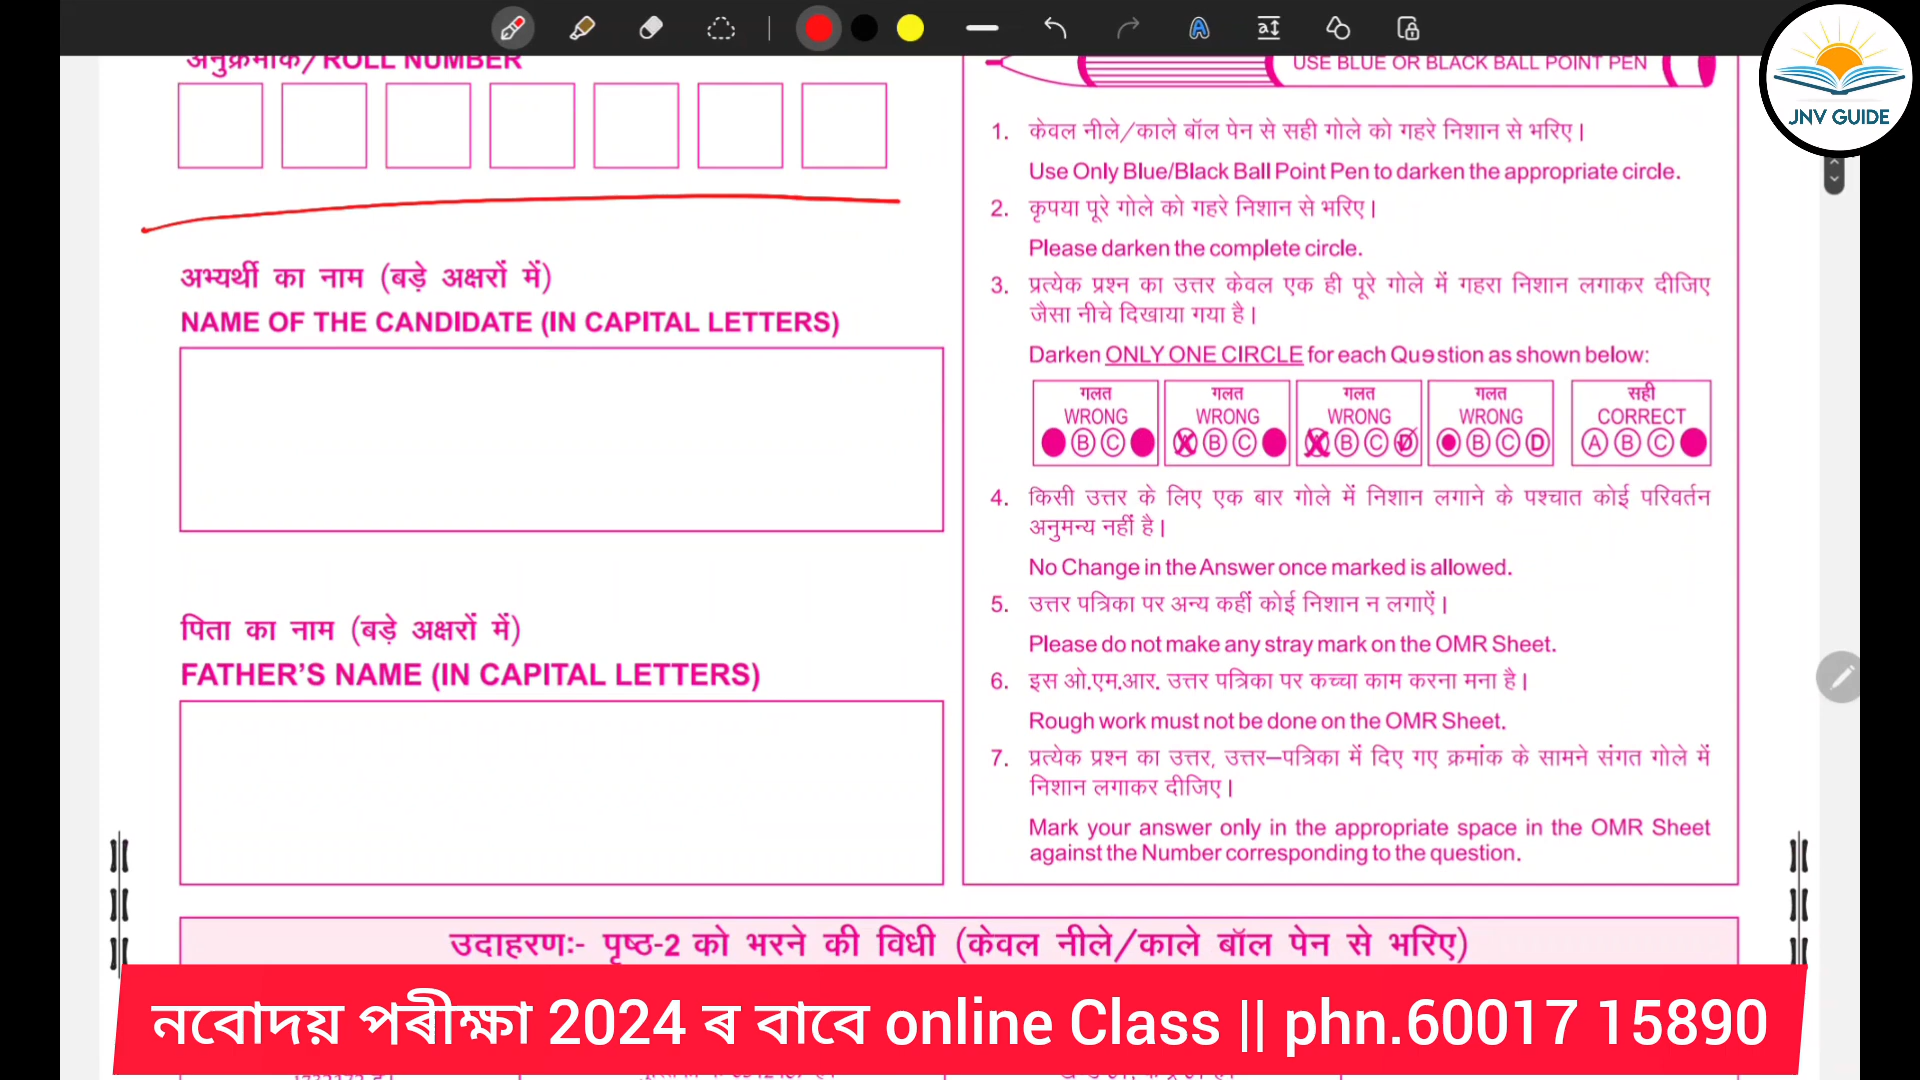 अनुक्रमांक/ROLL NUMBER
अभ्यर्थी का नाम (बड़े अक्षरों में)
NAME OF THE CANDIDATE (IN CAPITAL LETTERS)
पिता का नाम (बड़े अक्षरों में)
FATHER'S NAME (IN CAPITAL LETTERS)
USE BLUE OR BLACK BALL POINT PEN
1. केवल नीले/काले बॉल पेन से सही गोले को गहरे निशान से भरिए।
Use Only Blue/Black Ball Point Pen to darken the appropriate circle.
2. कृपया पूरे गोले को गहरे निशान से भरिए।
Please darken the complete circle.
3. प्रत्येक प्रश्न का उत्तर केवल एक ही पूरे गोले में गहरा निशान लगाकर दीजिए
जैसा नीचे दिखाया गया है।
Darken ONLY ONE CIRCLE for each Question as shown below:
गलत गलत गलत गलत सही
WRONG WRONG WRONG WRONG CORRECT
B C A B C A B C D B C D A B C
4. किसी उत्तर के लिए एक बार गोले में निशान लगाने के पश्चात कोई परिवर्तन
अनुमन्य नहीं है।
No Change in the Answer once marked is allowed.
5. उत्तर पत्रिका पर अन्य कहीं कोई निशान न लगाऐं।
Please do not make any stray mark on the OMR Sheet.
6. इस ओ.एम.आर. उत्तर पत्रिका पर कच्चा काम करना मना है।
Rough work must not be done on the OMR Sheet.
7. प्रत्येक प्रश्न का उत्तर, उत्तर–पत्रिका में दिए गए क्रमांक के सामने संगत गोले में
निशान लगाकर दीजिए।
Mark your answer only in the appropriate space in the OMR Sheet
against the Number corresponding to the question.
उदाहरणः- पृष्ठ-2 को भरने की विधी (केवल नीले/काले बॉल पेन से भरिए)
নবোদয় পৰীক্ষা 2024 ৰ বাবে online Class || phn.60017 15890
JNV GUIDE